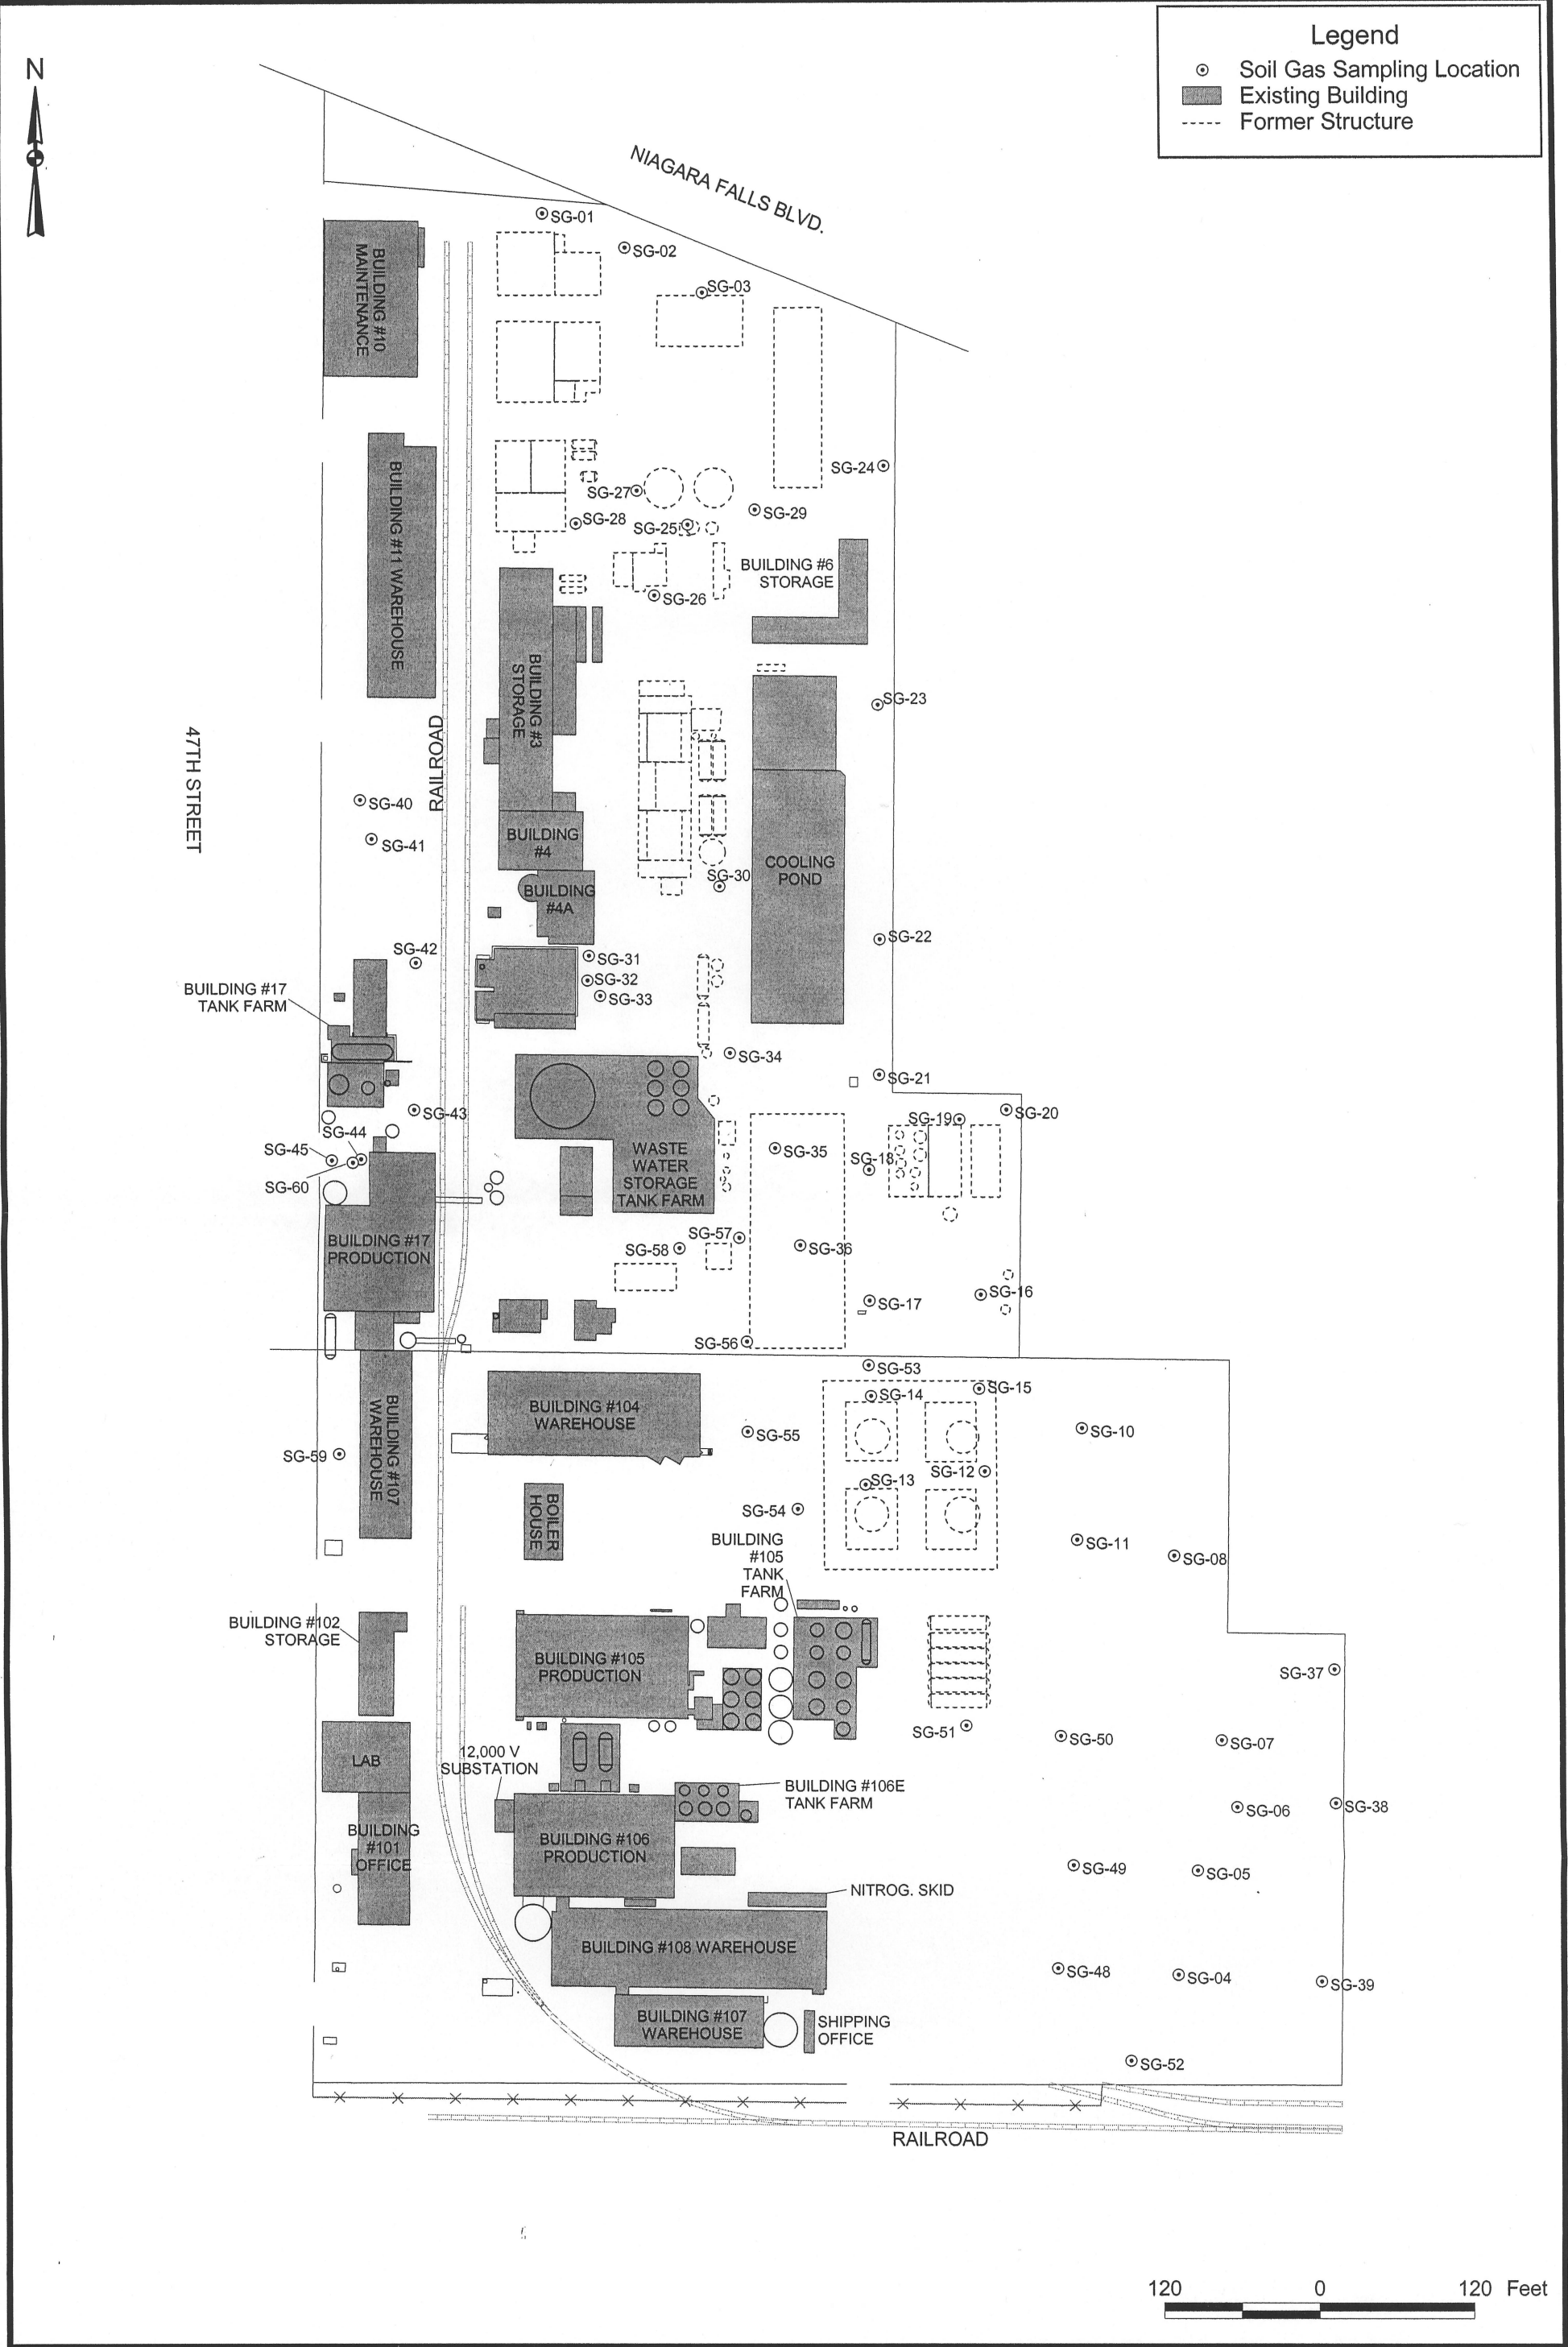 Legend
Soil Gas Sampling Location
Existing Building
Former Structure
N
NIAGARA FALLS BLVD.
SG-01
SG-02
SG-03
BUILDING #10
MAINTENANCE
SG-24
SG-27
SG-29
SG-28
SG-25
BUILDING #11 WAREHOUSE
BUILDING #6
STORAGE
SG-26
BUILDING #3
STORAGE
SG-23
RAILROAD
47TH STREET
SG-40
SG-41
BUILDING
#4
COOLING
POND
SG-30
BUILDING
#4A
SG-22
SG-42
SG-31
SG-32
SG-33
BUILDING #17
TANK FARM
SG-34
SG-21
SG-43
SG-19
SG-20
SG-44
SG-45
SG-60
WASTE
WATER
STORAGE
TANK FARM
SG-35
SG-18
BUILDING #17
PRODUCTION
SG-57
SG-58
SG-36
SG-16
SG-17
SG-56
SG-53
SG-14
SG-15
BUILDING #104
WAREHOUSE
BUILDING #107
WAREHOUSE
SG-55
SG-10
SG-59
SG-12
SG-13
SG-54
BOILER
HOUSE
BUILDING
#105
TANK
FARM
SG-11
SG-08
BUILDING #102
STORAGE
BUILDING #105
PRODUCTION
SG-37
SG-51
SG-50
SG-07
LAB
12,000 V
SUBSTATION
BUILDING #106E
TANK FARM
SG-06
SG-38
BUILDING
#101
OFFICE
BUILDING #106
PRODUCTION
SG-49
SG-05
NITROG. SKID
BUILDING #108 WAREHOUSE
SG-48
SG-04
SG-39
BUILDING #107
WAREHOUSE
SHIPPING
OFFICE
SG-52
RAILROAD
120 0 120 Feet